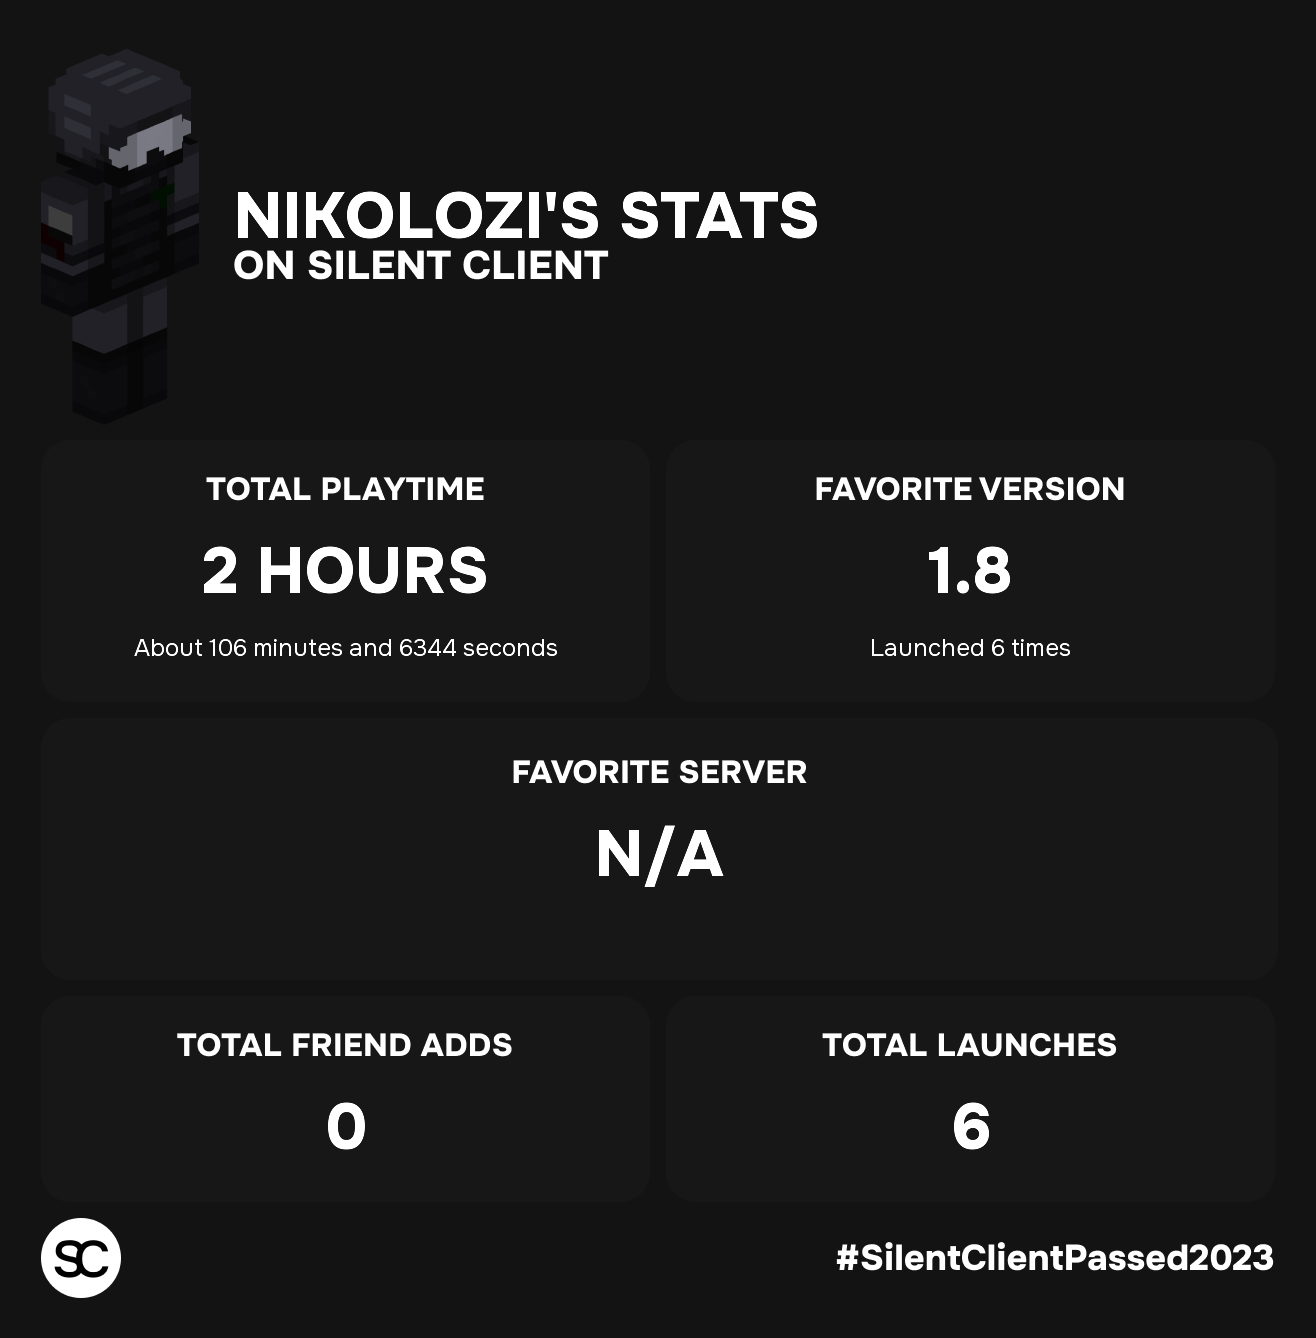 NIKOLOZI'S STATS
ON SILENT CLIENT
TOTAL PLAYTIME
2 HOURS
About 106 minutes and 6344 seconds
FAVORITE VERSION
1.8
Launched 6 times
FAVORITE SERVER
N/A
TOTAL FRIEND ADDS
0
TOTAL LAUNCHES
6
SC
#SilentClientPassed2023